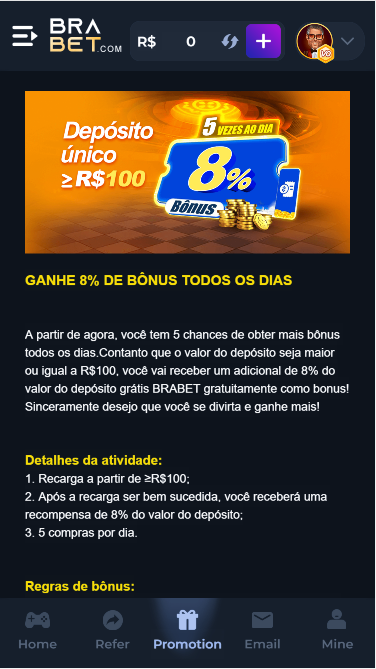 BRA
BET.COM
R$ 0
V0
Depósito
único
≥R$100
5 VEZES AO DIA
8%
BÔNUS
GANHE 8% DE BÔNUS TODOS OS DIAS
A partir de agora, você tem 5 chances de obter mais bônus
todos os dias.Contanto que o valor do depósito seja maior
ou igual a R$100, você vai receber um adicional de 8% do
valor do depósito grátis BRABET gratuitamente como bonus!
Sinceramente desejo que você se divirta e ganhe mais!
Detalhes da atividade:
1. Recarga a partir de ≥R$100;
2. Após a recarga ser bem sucedida, você receberá uma
recompensa de 8% do valor do depósito;
3. 5 compras por dia.
Regras de bônus:
Home Refer Promotion Email Mine